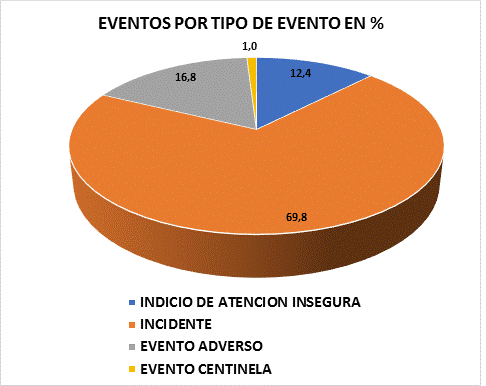 EVENTOS POR TIPO DE EVENTO EN %
1,0
16,8
12,4
69,8
INDICIO DE ATENCION INSEGURA
INCIDENTE
EVENTO ADVERSO
EVENTO CENTINELA